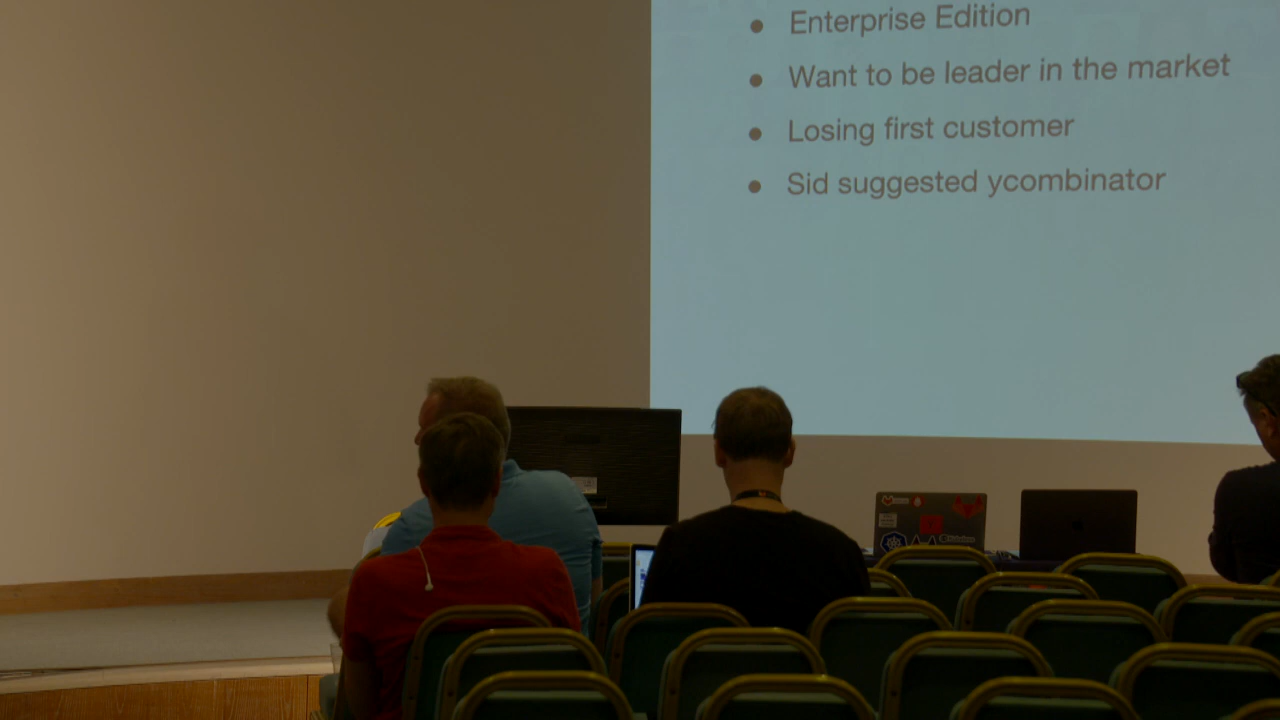 Enterprise Edition
Want to be leader in the market
Losing first customer
Sid suggested ycombinator